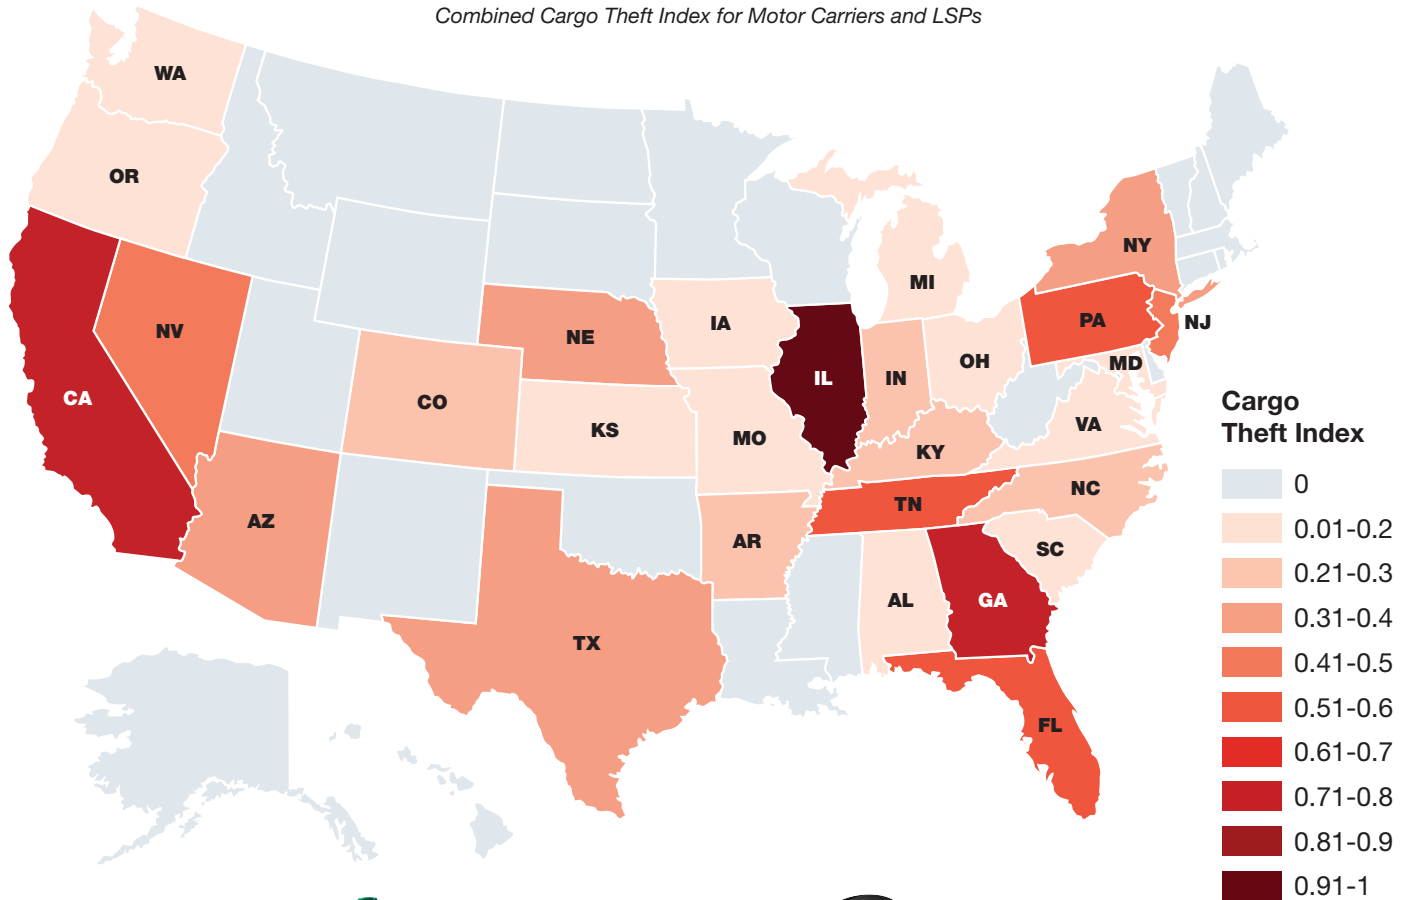 Combined Cargo Theft Index for Motor Carriers and LSPs
WA
OR
NY
MI
NV
NE
IA
PA
NJ
CA
CO
IL
IN
OH
MD
KS
MO
KY
VA
AZ
AR
TN
NC
SC
TX
AL
GA
FL
Cargo
Theft Index
0
0.01-0.2
0.21-0.3
0.31-0.4
0.41-0.5
0.51-0.6
0.61-0.7
0.71-0.8
0.81-0.9
0.91-1